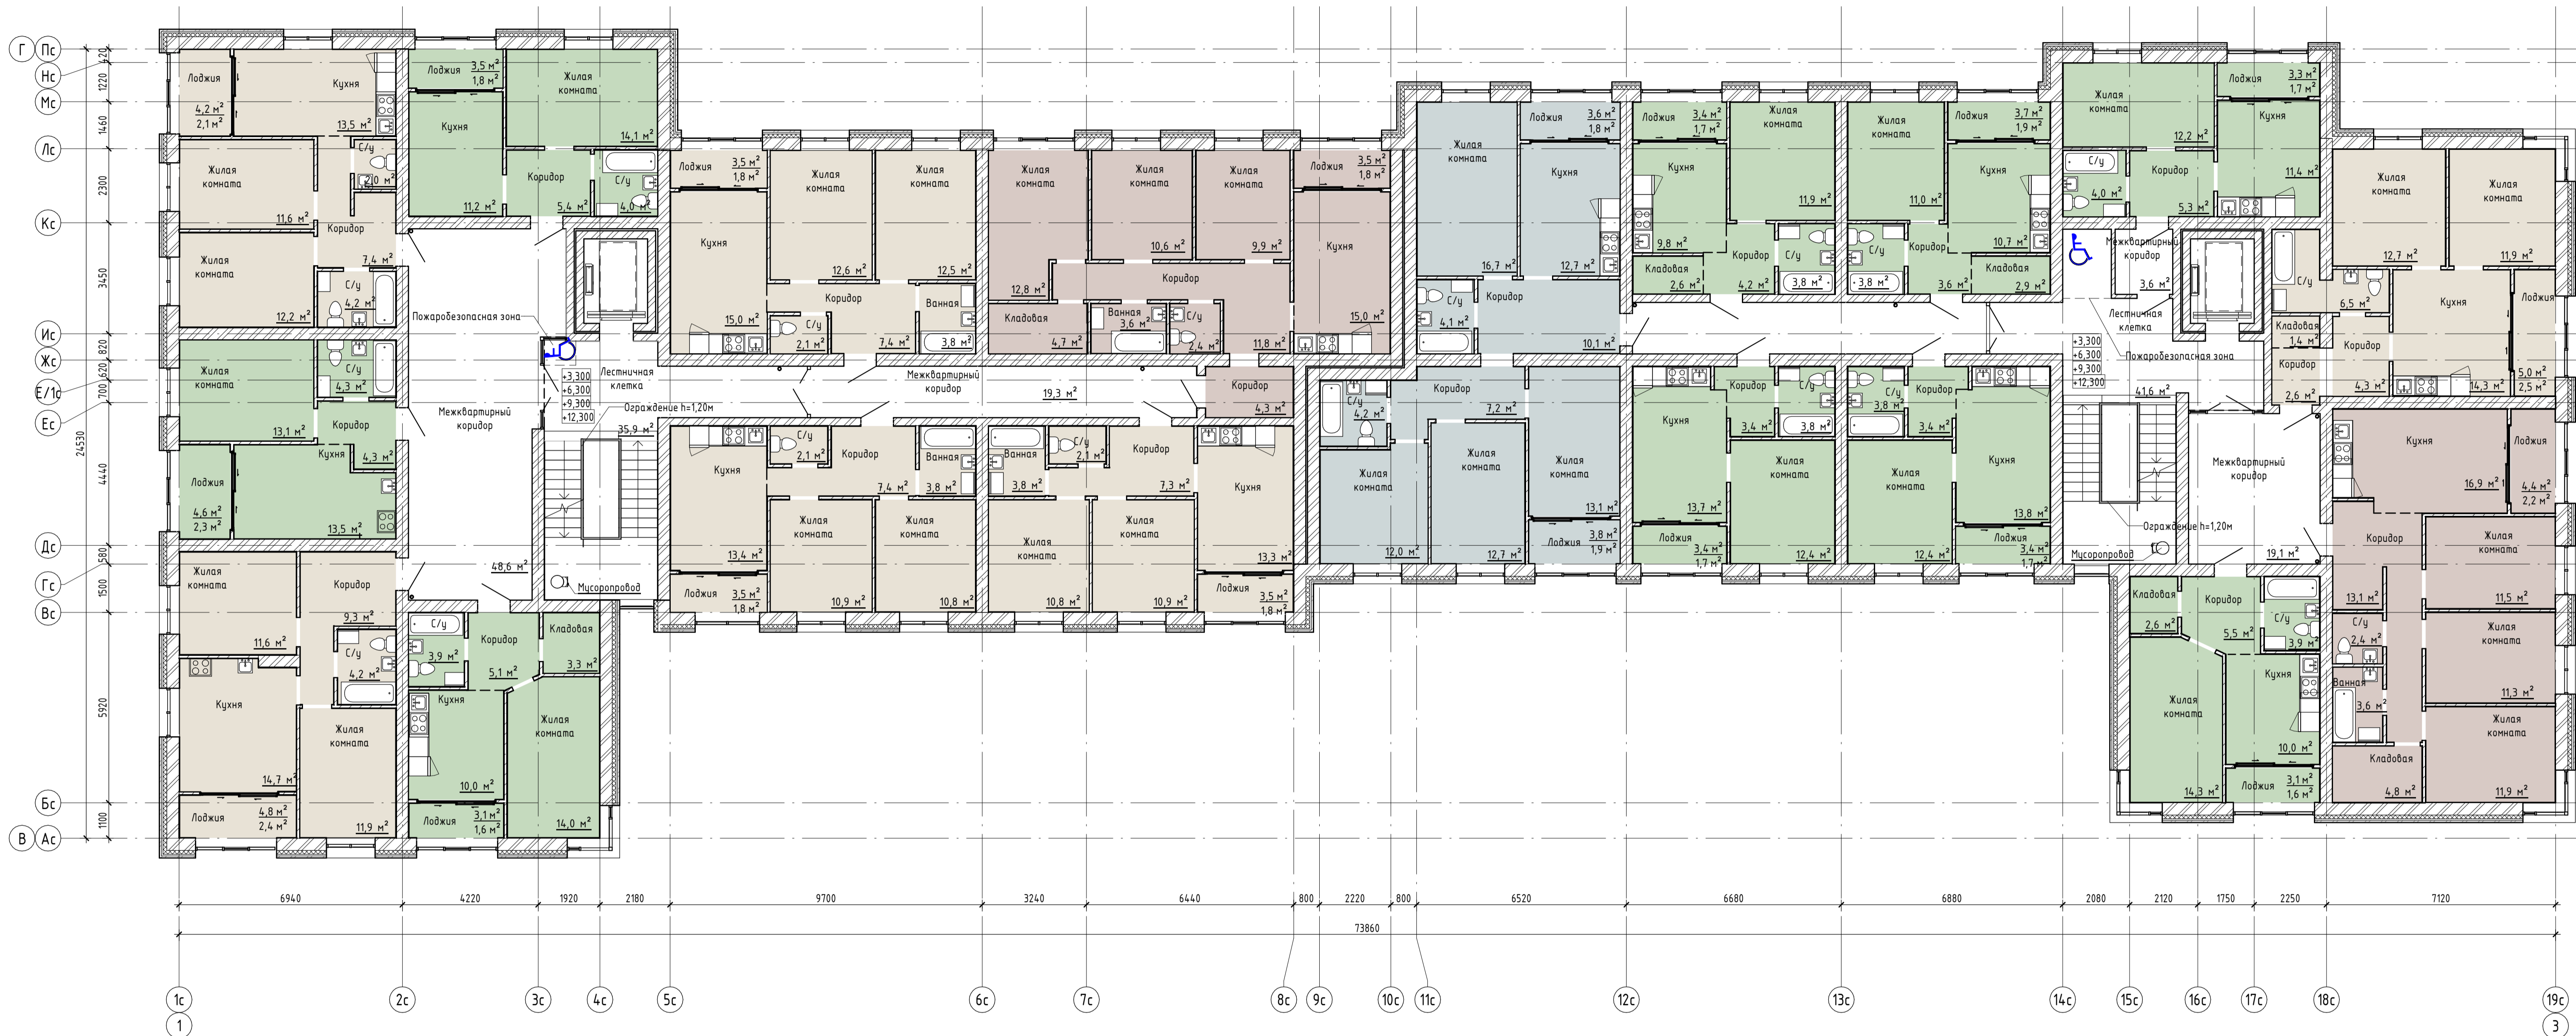 Г Пс
Нс
Мс
Лс
Кс
Ис
Жс
Е/1с
Ес
Дс
Гс
Вс
Бс
В Ас
420
1220
1460
2300
3450
820
620
700
4440
580
1500
5920
1100
24530
Лоджия
4,2 м²
2,1 м²
Кухня
13,5 м²
Жилая
комната
11,6 м²
С/у
2,0 м²
Коридор
7,4 м²
Жилая
комната
12,2 м²
С/у
4,2 м²
Лоджия
3,5 м²
1,8 м²
Кухня
11,2 м²
Жилая
комната
14,1 м²
Коридор
5,4 м²
С/у
4,0 м²
Жилая
комната
13,1 м²
С/у
4,3 м²
Коридор
4,3 м²
Кухня
13,5 м²
Лоджия
4,6 м²
2,3 м²
Жилая
комната
11,6 м²
Коридор
9,3 м²
С/у
4,2 м²
Кухня
14,7 м²
Лоджия
4,8 м²
2,4 м²
Жилая
комната
11,9 м²
С/у
3,9 м²
Коридор
5,1 м²
Кладовая
3,3 м²
Кухня
10,0 м²
Жилая
комната
14,0 м²
Лоджия
3,1 м²
1,6 м²
Межквартирный
коридор
48,6 м²
Пожаробезопасная зона
Лестничная
клетка
+3,300
+6,300
+9,300
+12,300
Ограждение h=1,20м
35,9 м²
Мусоропровод
Лоджия
3,5 м²
1,8 м²
Кухня
15,0 м²
Жилая
комната
12,6 м²
Жилая
комната
12,5 м²
Коридор
7,4 м²
С/у
2,1 м²
Ванная
3,8 м²
Жилая
комната
12,8 м²
Жилая
комната
10,6 м²
Жилая
комната
9,9 м²
Лоджия
3,5 м²
1,8 м²
Кухня
15,0 м²
Коридор
11,8 м²
Кладовая
4,7 м²
Ванная
3,6 м²
С/у
2,4 м²
Межквартирный
коридор
19,3 м²
Коридор
4,3 м²
Кухня
13,4 м²
С/у
2,1 м²
Коридор
7,4 м²
Ванная
3,8 м²
Жилая
комната
10,9 м²
Жилая
комната
10,8 м²
Лоджия
3,5 м²
1,8 м²
Ванная
3,8 м²
С/у
2,1 м²
Коридор
7,3 м²
Кухня
13,3 м²
Жилая
комната
10,8 м²
Жилая
комната
10,9 м²
Лоджия
3,5 м²
1,8 м²
Жилая
комната
16,7 м²
Лоджия
3,6 м²
1,8 м²
Кухня
12,7 м²
С/у
4,1 м²
Коридор
10,1 м²
С/у
4,2 м²
Коридор
7,2 м²
Жилая
комната
12,0 м²
Жилая
комната
12,7 м²
Жилая
комната
13,1 м²
Лоджия
3,8 м²
1,9 м²
Лоджия
3,4 м²
1,7 м²
Жилая
комната
11,9 м²
Кухня
9,8 м²
Кладовая
2,6 м²
Коридор
4,2 м²
С/у
3,8 м²
Жилая
комната
11,0 м²
Лоджия
3,7 м²
1,9 м²
Кухня
10,7 м²
С/у
3,8 м²
Коридор
3,6 м²
Кладовая
2,9 м²
Кухня
13,7 м²
Коридор
3,4 м²
С/у
3,8 м²
Жилая
комната
12,4 м²
Лоджия
3,4 м²
1,7 м²
С/у
3,8 м²
Коридор
3,4 м²
Кухня
13,8 м²
Жилая
комната
12,4 м²
Лоджия
3,4 м²
1,7 м²
Жилая
комната
12,2 м²
Лоджия
3,3 м²
1,7 м²
Кухня
11,4 м²
С/у
4,0 м²
Коридор
5,3 м²
Межквартирный
коридор
3,6 м²
Лестничная
клетка
Пожаробезопасная зона
+3,300
+6,300
+9,300
+12,300
41,6 м²
Ограждение h=1,20м
Мусоропровод
Межквартирный
коридор
19,1 м²
Жилая
комната
12,7 м²
Жилая
комната
11,9 м²
С/у
6,5 м²
Кухня
14,3 м²
Лоджия
5,0 м²
2,5 м²
Кладовая
1,4 м²
Коридор
2,6 м²
Коридор
4,3 м²
Кухня
16,9 м²
Лоджия
4,4 м²
2,2 м²
Коридор
13,1 м²
Жилая
комната
11,5 м²
С/у
2,4 м²
Жилая
комната
11,3 м²
Ванная
3,6 м²
Жилая
комната
11,9 м²
Кладовая
4,8 м²
Кладовая
2,6 м²
Коридор
5,5 м²
С/у
3,9 м²
Жилая
комната
14,3 м²
Кухня
10,0 м²
Лоджия
3,1 м²
1,6 м²
6940 4220 1920 2180 9700 3240 6440 800 2220 800 6520 6680 6880 2080 2120 1750 2250 7120
73860
1с 2с 3с 4с 5с 6с 7с 8с 9с 10с 11с 12с 13с 14с 15с 16с 17с 18с 19с
1 3